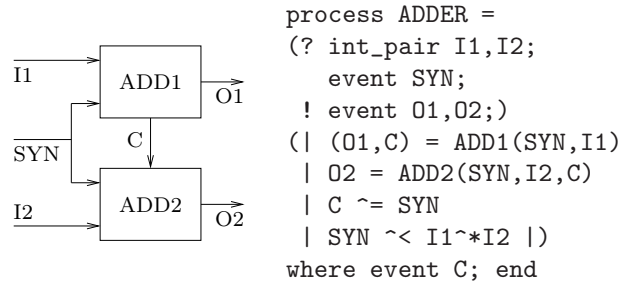 I1
ADD1
O1
SYN
C
I2
ADD2
O2
process ADDER =
(? int_pair I1,I2;
event SYN;
! event O1,O2;)
(| (O1,C) = ADD1(SYN,I1)
| O2 = ADD2(SYN,I2,C)
| C ^= SYN
| SYN ^< I1^*I2 |)
where event C; end